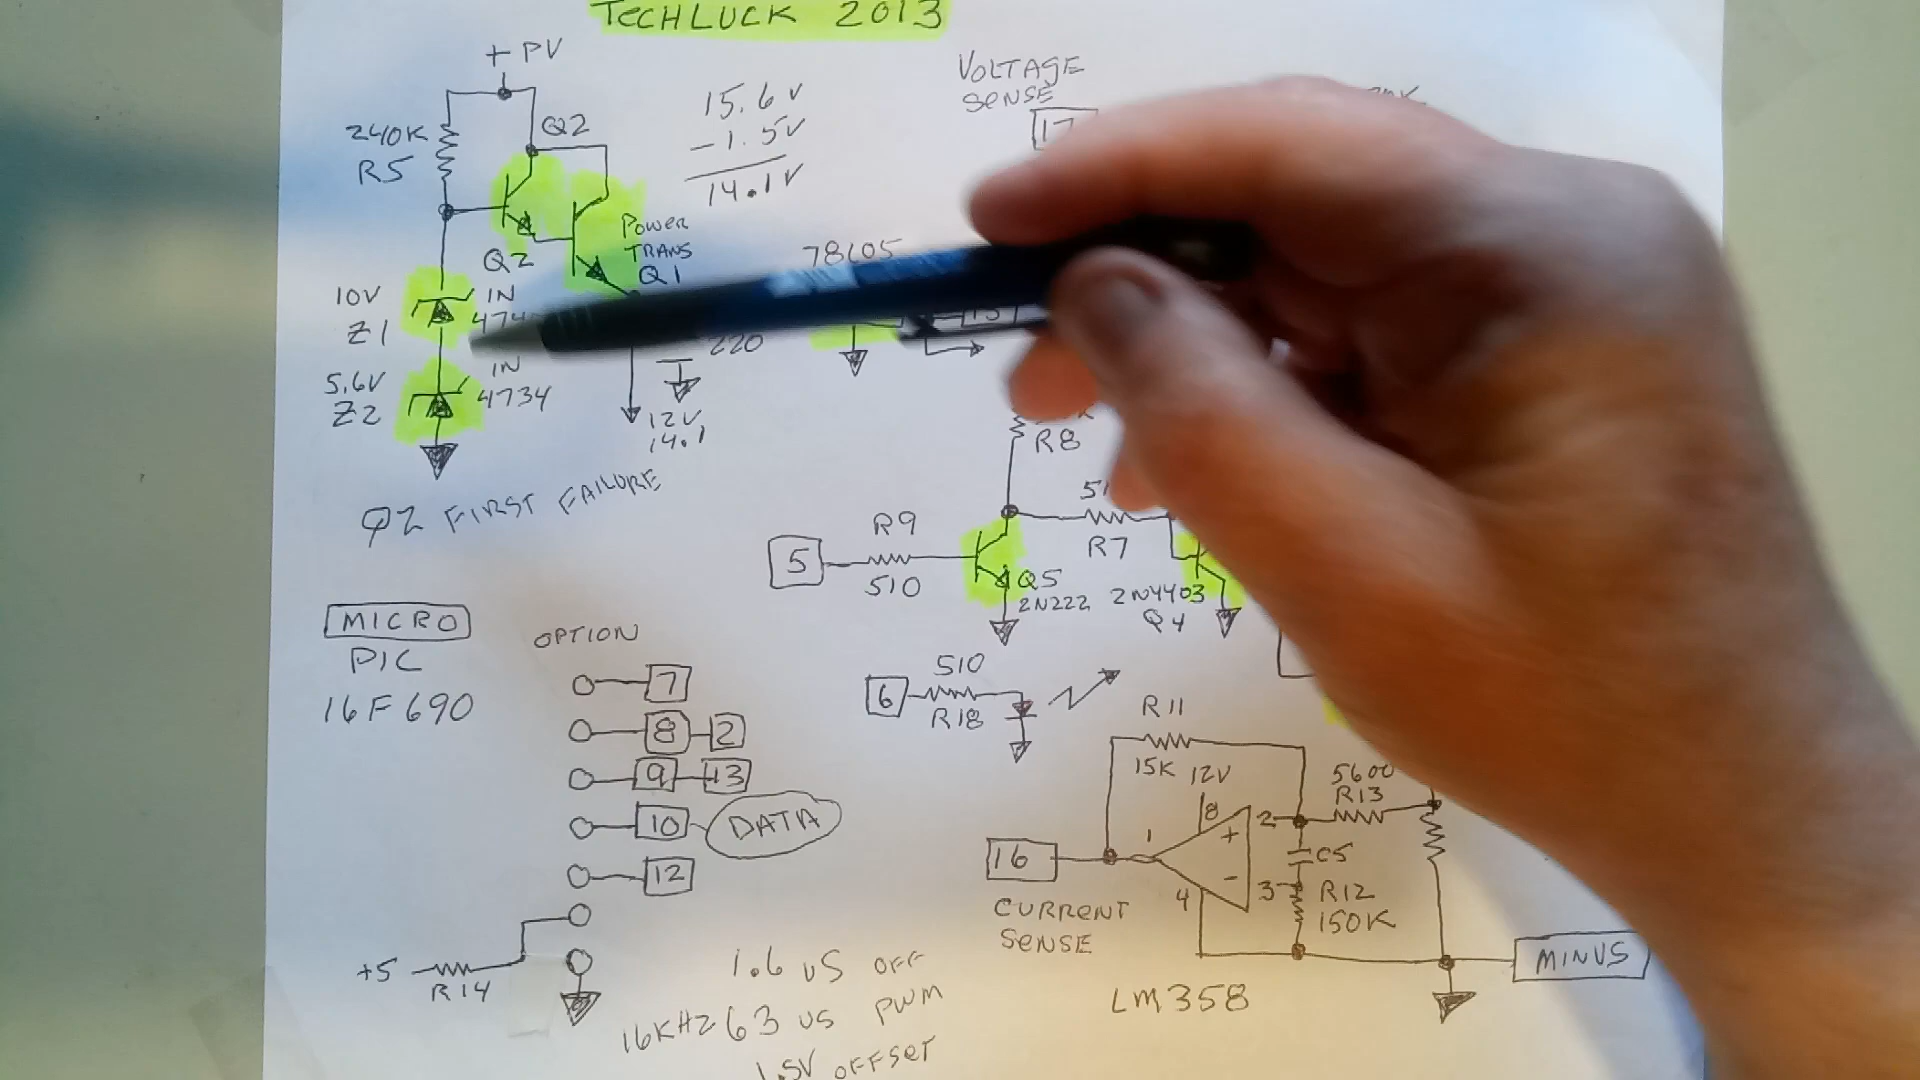 TECHLUCK 2013
+ PV
240K
R5
Q2
Q2
POWER
TRANS
Q1
10V
Z1
IN
5.6V
Z2
IN
4734
220
12V
14.1
15.6V
-1.5V
14.1V
VOLTAGE
SENSE
17
78L05
Q2 FIRST FAILURE
R8
R9
5
510
R7
Q5
2N222
2N4403
Q4
MICRO
PIC
16F690
OPTION
7
8 2
9 13
10 DATA
12
+5
R14
510
6
R18
R11
15K
12V
8
1
2
+
-
3
4
5600
R13
C5
R12
150K
16
CURRENT
SENSE
LM358
MINUS
1.6 US OFF
16KHZ 63 US PWM
1.5V OFFSET